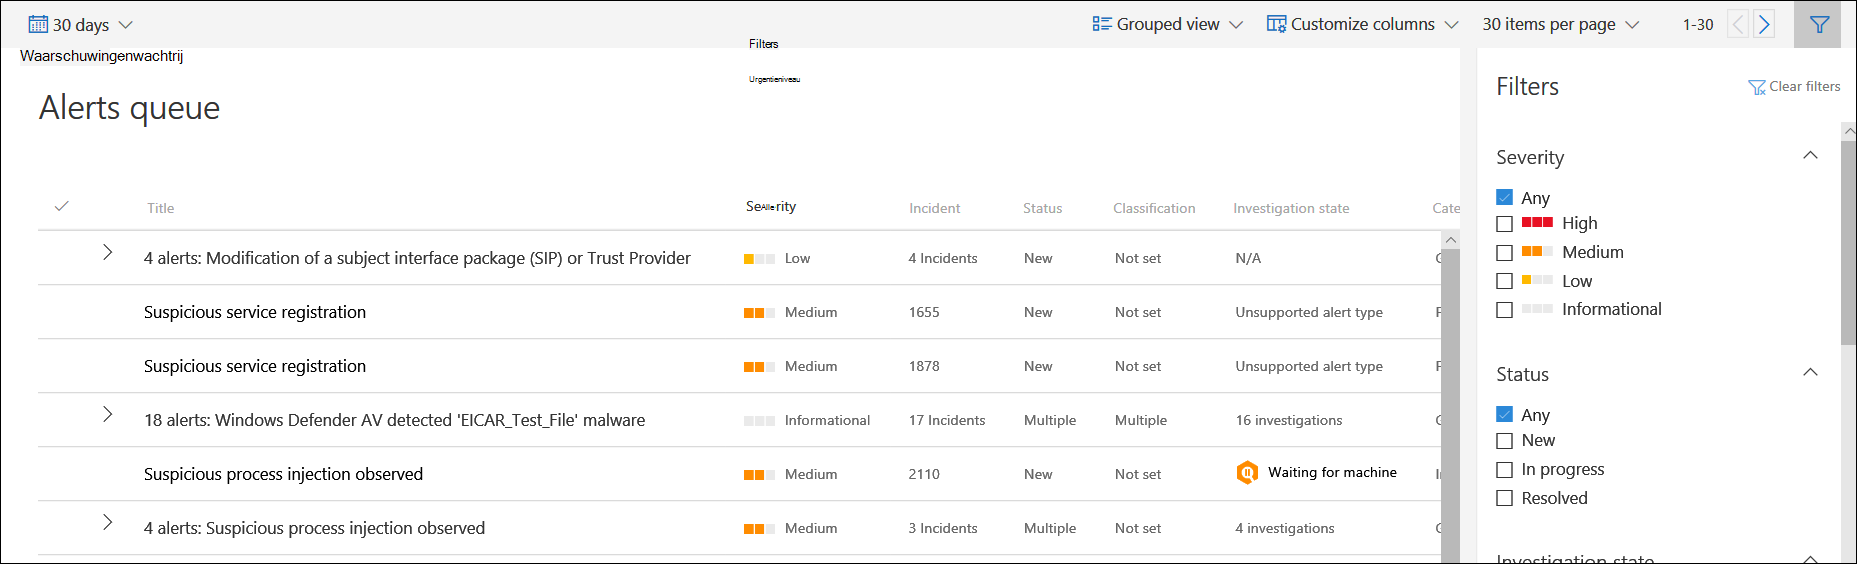 30 days Grouped view Customize columns 30 items per page 1-30
Waarschuwingenwachtrij
Filters
Urgentieniveau
Alerts queue
Title Severity Incident Status Classification Investigation state Cate
4 alerts: Modification of a subject interface package (SIP) or Trust Provider Low 4 Incidents New Not set N/A
Suspicious service registration Medium 1655 New Not set Unsupported alert type
Suspicious service registration Medium 1878 New Not set Unsupported alert type
18 alerts: Windows Defender AV detected 'EICAR_Test_File' malware Informational 17 Incidents Multiple Multiple 16 investigations
Suspicious process injection observed Medium 2110 New Not set Waiting for machine
4 alerts: Suspicious process injection observed Medium 3 Incidents Multiple Not set 4 investigations
Filters Clear filters
Severity
Any
High
Medium
Low
Informational
Status
Any
New
In progress
Resolved
Investigation state